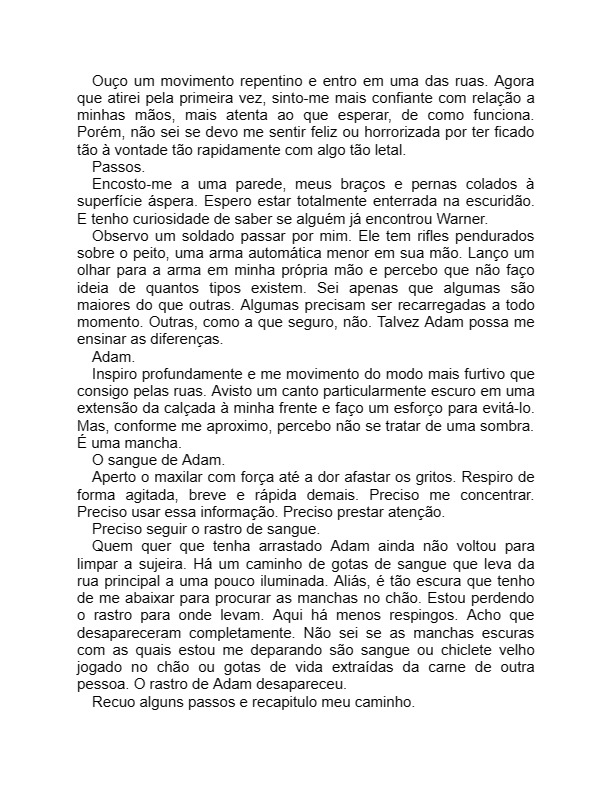 Ouço um movimento repentino e entro em uma das ruas. Agora
que atirei pela primeira vez, sinto-me mais confiante com relação a
minhas mãos, mais atenta ao que esperar, de como funciona.
Porém, não sei se devo me sentir feliz ou horrorizada por ter ficado
tão à vontade tão rapidamente com algo tão letal.
Passos.
Encosto-me a uma parede, meus braços e pernas colados à
superfície áspera. Espero estar totalmente enterrada na escuridão.
E tenho curiosidade de saber se alguém já encontrou Warner.
Observo um soldado passar por mim. Ele tem rifles pendurados
sobre o peito, uma arma automática menor em sua mão. Lanço um
olhar para a arma em minha própria mão e percebo que não faço
ideia de quantos tipos existem. Sei apenas que algumas são
maiores do que outras. Algumas precisam ser recarregadas a todo
momento. Outras, como a que seguro, não. Talvez Adam possa me
ensinar as diferenças.
Adam.
Inspiro profundamente e me movimento do modo mais furtivo que
consigo pelas ruas. Avisto um canto particularmente escuro em uma
extensão da calçada à minha frente e faço um esforço para evitá-lo.
Mas, conforme me aproximo, percebo não se tratar de uma sombra.
É uma mancha.
O sangue de Adam.
Aperto o maxilar com força até a dor afastar os gritos. Respiro de
forma agitada, breve e rápida demais. Preciso me concentrar.
Preciso usar essa informação. Preciso prestar atenção.
Preciso seguir o rastro de sangue.
Quem quer que tenha arrastado Adam ainda não voltou para
limpar a sujeira. Há um caminho de gotas de sangue que leva da
rua principal a uma pouco iluminada. Aliás, é tão escura que tenho
de me abaixar para procurar as manchas no chão. Estou perdendo
o rastro para onde levam. Aqui há menos respingos. Acho que
desapareceram completamente. Não sei se as manchas escuras
com as quais estou me deparando são sangue ou chiclete velho
jogado no chão ou gotas de vida extraídas da carne de outra
pessoa. O rastro de Adam desapareceu.
Recuo alguns passos e recapitulo meu caminho.